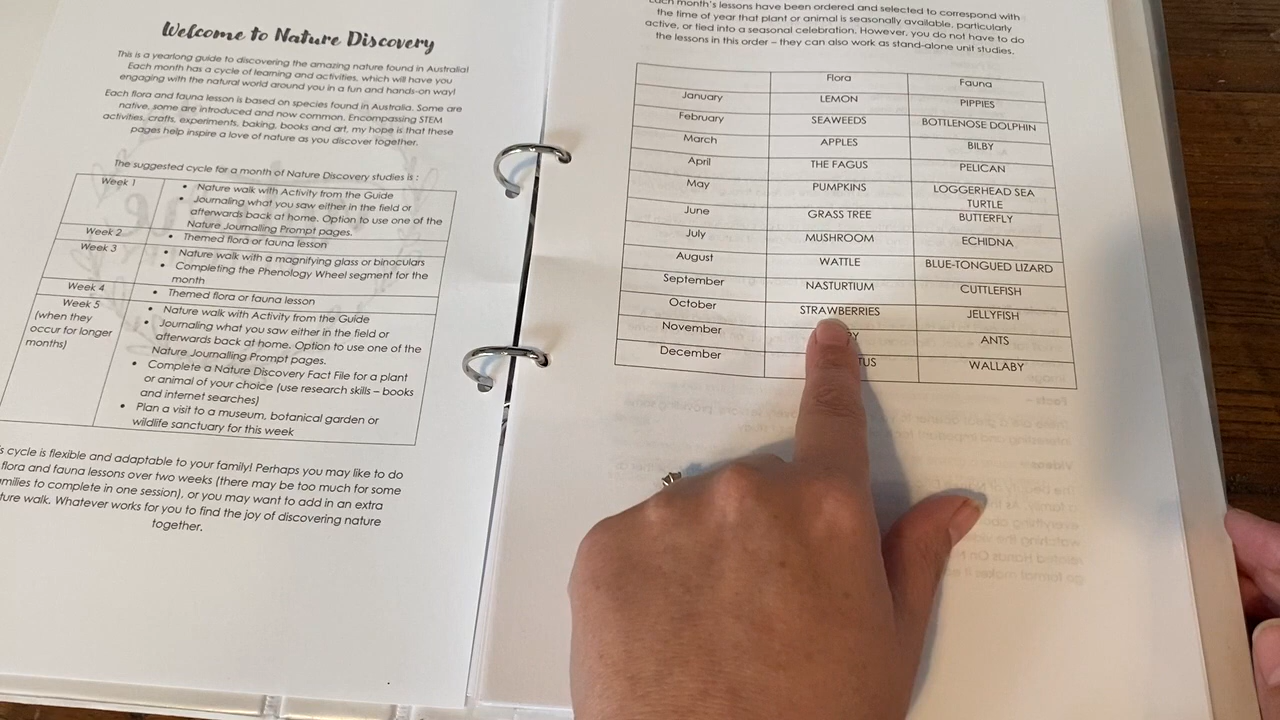 Welcome to Nature Discovery
This is a yearlong guide to discovering the amazing nature found in Australia!
Each month has a cycle of learning and activities, which will have you
engaging with the natural world around you in a fun and hands-on way!
Each flora and fauna lesson is based on species found in Australia. Some are
native, some are introduced and now common. Encompassing STEM
activities, crafts, experiments, baking, books and art, my hope is that these
pages help inspire a love of nature as you discover together.
The suggested cycle for a month of Nature Discovery studies is :
Week 1
• Nature walk with Activity from the Guide
• Journaling what you saw either in the field or
afterwards back at home. Option to use one of the
Nature Journalling Prompt pages.
Week 2
• Themed flora or fauna lesson
Week 3
• Nature walk with a magnifying glass or binoculars
• Completing the Phenology Wheel segment for the
month
Week 4
• Themed flora or fauna lesson
Week 5
(when they
occur for longer
months)
• Nature walk with Activity from the Guide
• Journaling what you saw either in the field or
afterwards back at home. Option to use one of the
Nature Journalling Prompt pages.
• Complete a Nature Discovery Fact File for a plant
or animal of your choice (use research skills – books
and internet searches)
• Plan a visit to a museum, botanical garden or
wildlife sanctuary for this week
cycle is flexible and adaptable to your family! Perhaps you may like to do
flora and fauna lessons over two weeks (there may be too much for some
to complete in one session), or you may want to add in an extra
walk. Whatever works for you to find the joy of discovering nature
together.
month's lessons have been ordered and selected to correspond with
the time of year that plant or animal is seasonally available, particularly
active, or tied into a seasonal celebration. However, you do not have to do
the lessons in this order – they can also work as stand-alone unit studies.
Flora Fauna
January LEMON PIPPIES
February SEAWEEDS BOTTLENOSE DOLPHIN
March APPLES BILBY
April THE FAGUS PELICAN
May PUMPKINS LOGGERHEAD SEA
TURTLE
June GRASS TREE BUTTERFLY
July MUSHROOM ECHIDNA
August WATTLE BLUE-TONGUED LIZARD
September NASTURTIUM CUTTLEFISH
October STRAWBERRIES JELLYFISH
November ANTS
December WALLABY